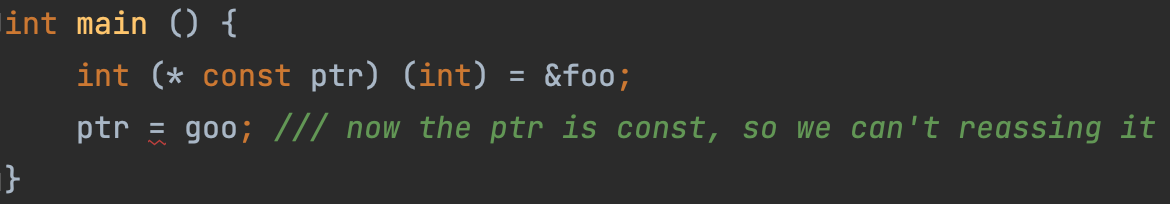 int main () {
int (* const ptr) (int) = &foo;
ptr = goo; /// now the ptr is const, so we can't reassing it
}